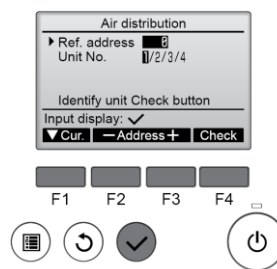 Air distribution
Ref. address 0
Unit No. 1/2/3/4
Identify unit Check button
Input display: ✓
▼Cur. −Address+ Check
F1 F2 F3 F4